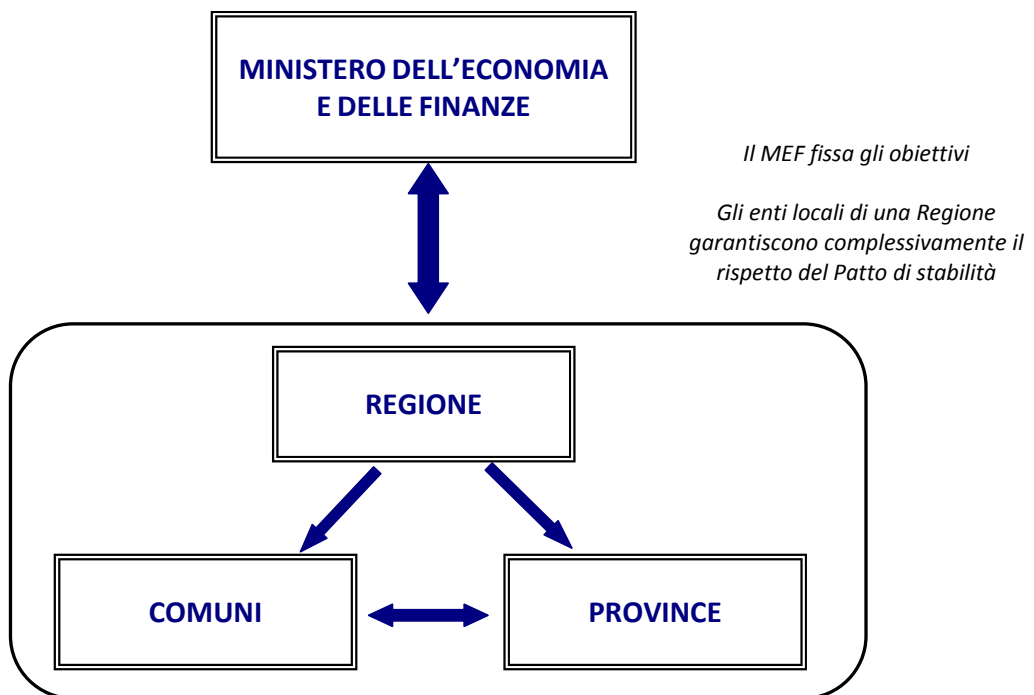 MINISTERO DELL’ECONOMIA
E DELLE FINANZE
Il MEF fissa gli obiettivi
Gli enti locali di una Regione
garantiscono complessivamente il
rispetto del Patto di stabilità
REGIONE
COMUNI
PROVINCE